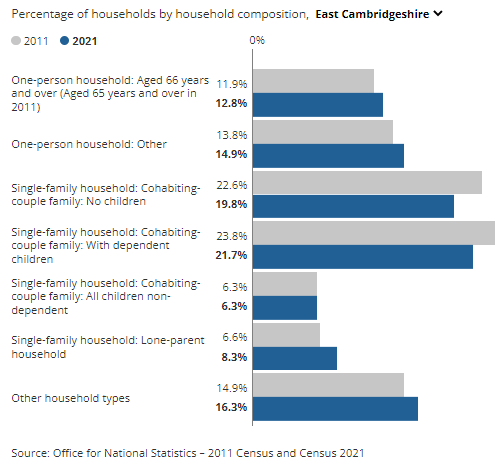 Percentage of households by household composition, East Cambridgeshire
2011 2021
0%
One-person household: Aged 66 years
and over (Aged 65 years and over in
2011)
11.9%
12.8%
One-person household: Other
13.8%
14.9%
Single-family household: Cohabiting-
couple family: No children
22.6%
19.8%
Single-family household: Cohabiting-
couple family: With dependent
children
23.8%
21.7%
Single-family household: Cohabiting-
couple family: All children non-
dependent
6.3%
6.3%
Single-family household: Lone-parent
household
6.6%
8.3%
Other household types
14.9%
16.3%
Source: Office for National Statistics – 2011 Census and Census 2021